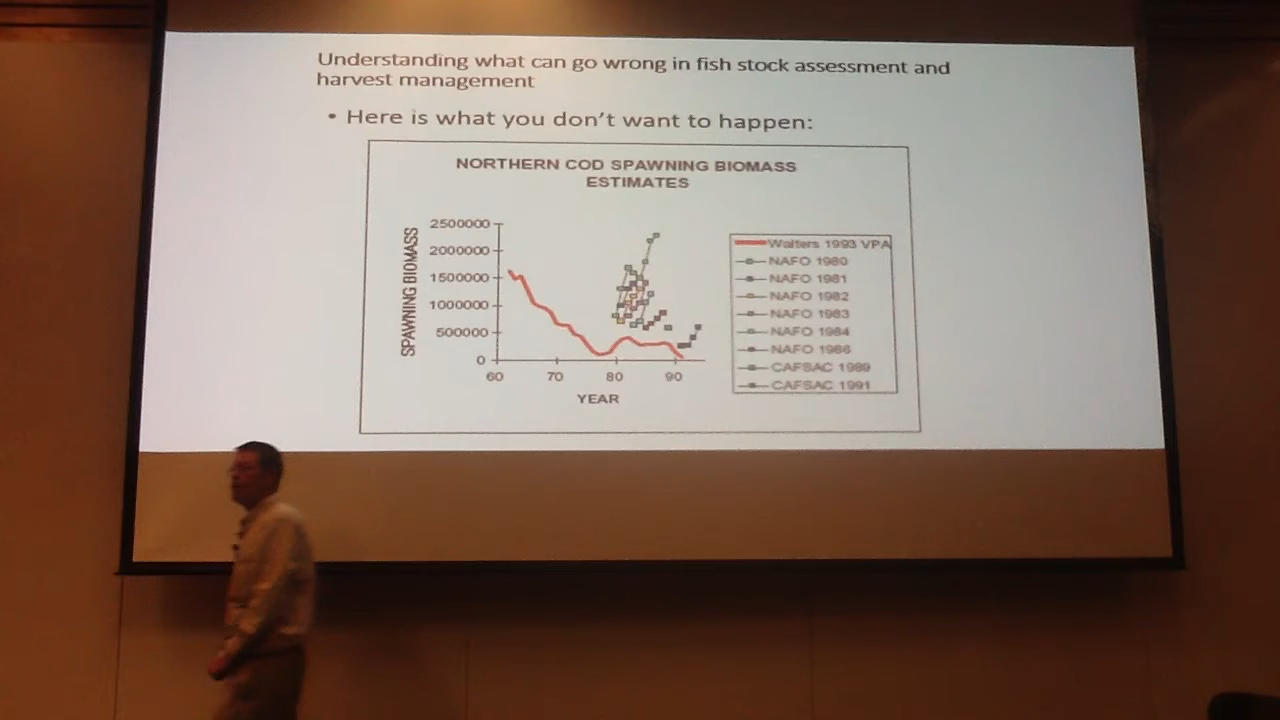 Understanding what can go wrong in fish stock assessment and
harvest management
• Here is what you don't want to happen:
NORTHERN COD SPAWNING BIOMASS
ESTIMATES
SPAWNING BIOMASS
2500000
2000000
1500000
1000000
500000
0
60 70 80 90
YEAR
Walters 1993 VPA
NAFO 1980
NAFO 1981
NAFO 1982
NAFO 1983
NAFO 1984
NAFO 1986
CAFSAC 1989
CAFSAC 1991